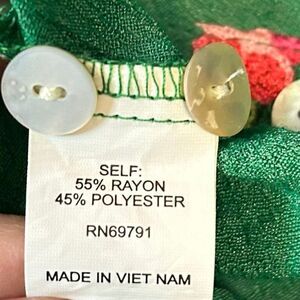 SELF:
55% RAYON
45% POLYESTER
RN69791
MADE IN VIET NAM